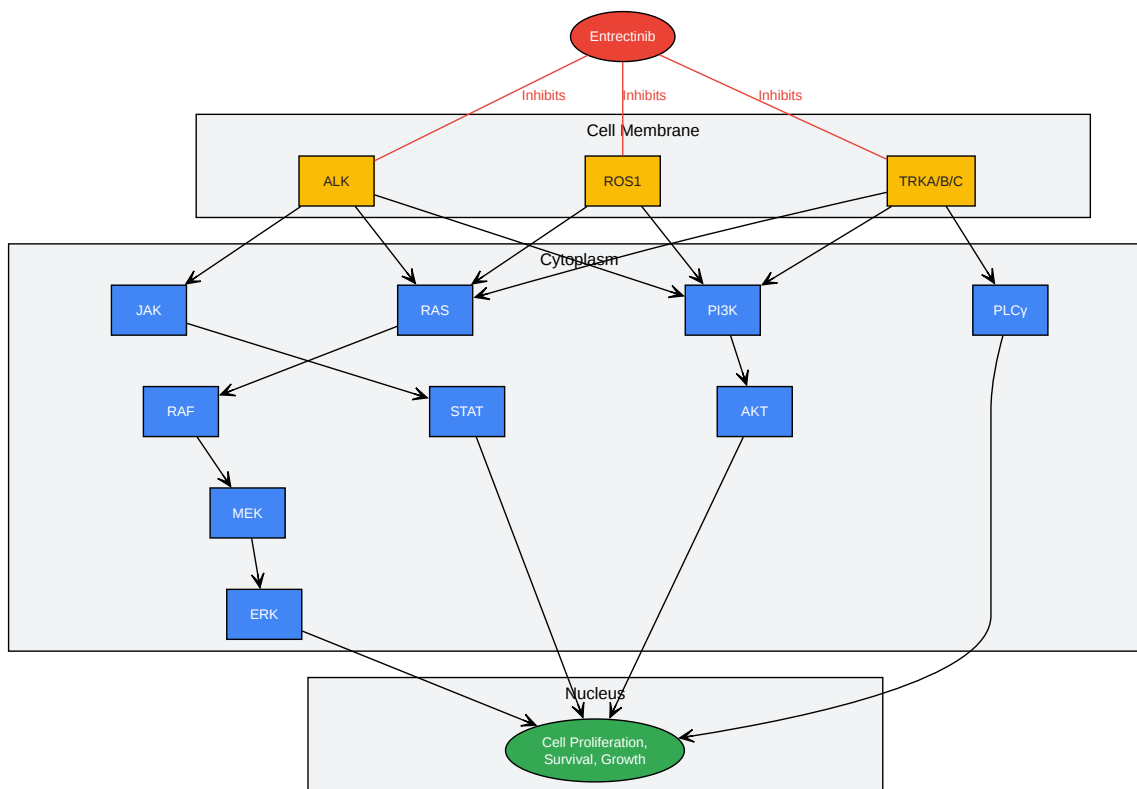 Entrectinib
Inhibits
Inhibits
Inhibits
Cell Membrane
ALK
ROS1
TRKA/B/C
Cytoplasm
JAK
RAS
PI3K
PLCγ
RAF
STAT
AKT
MEK
ERK
Nucleus
Cell Proliferation,
Survival, Growth